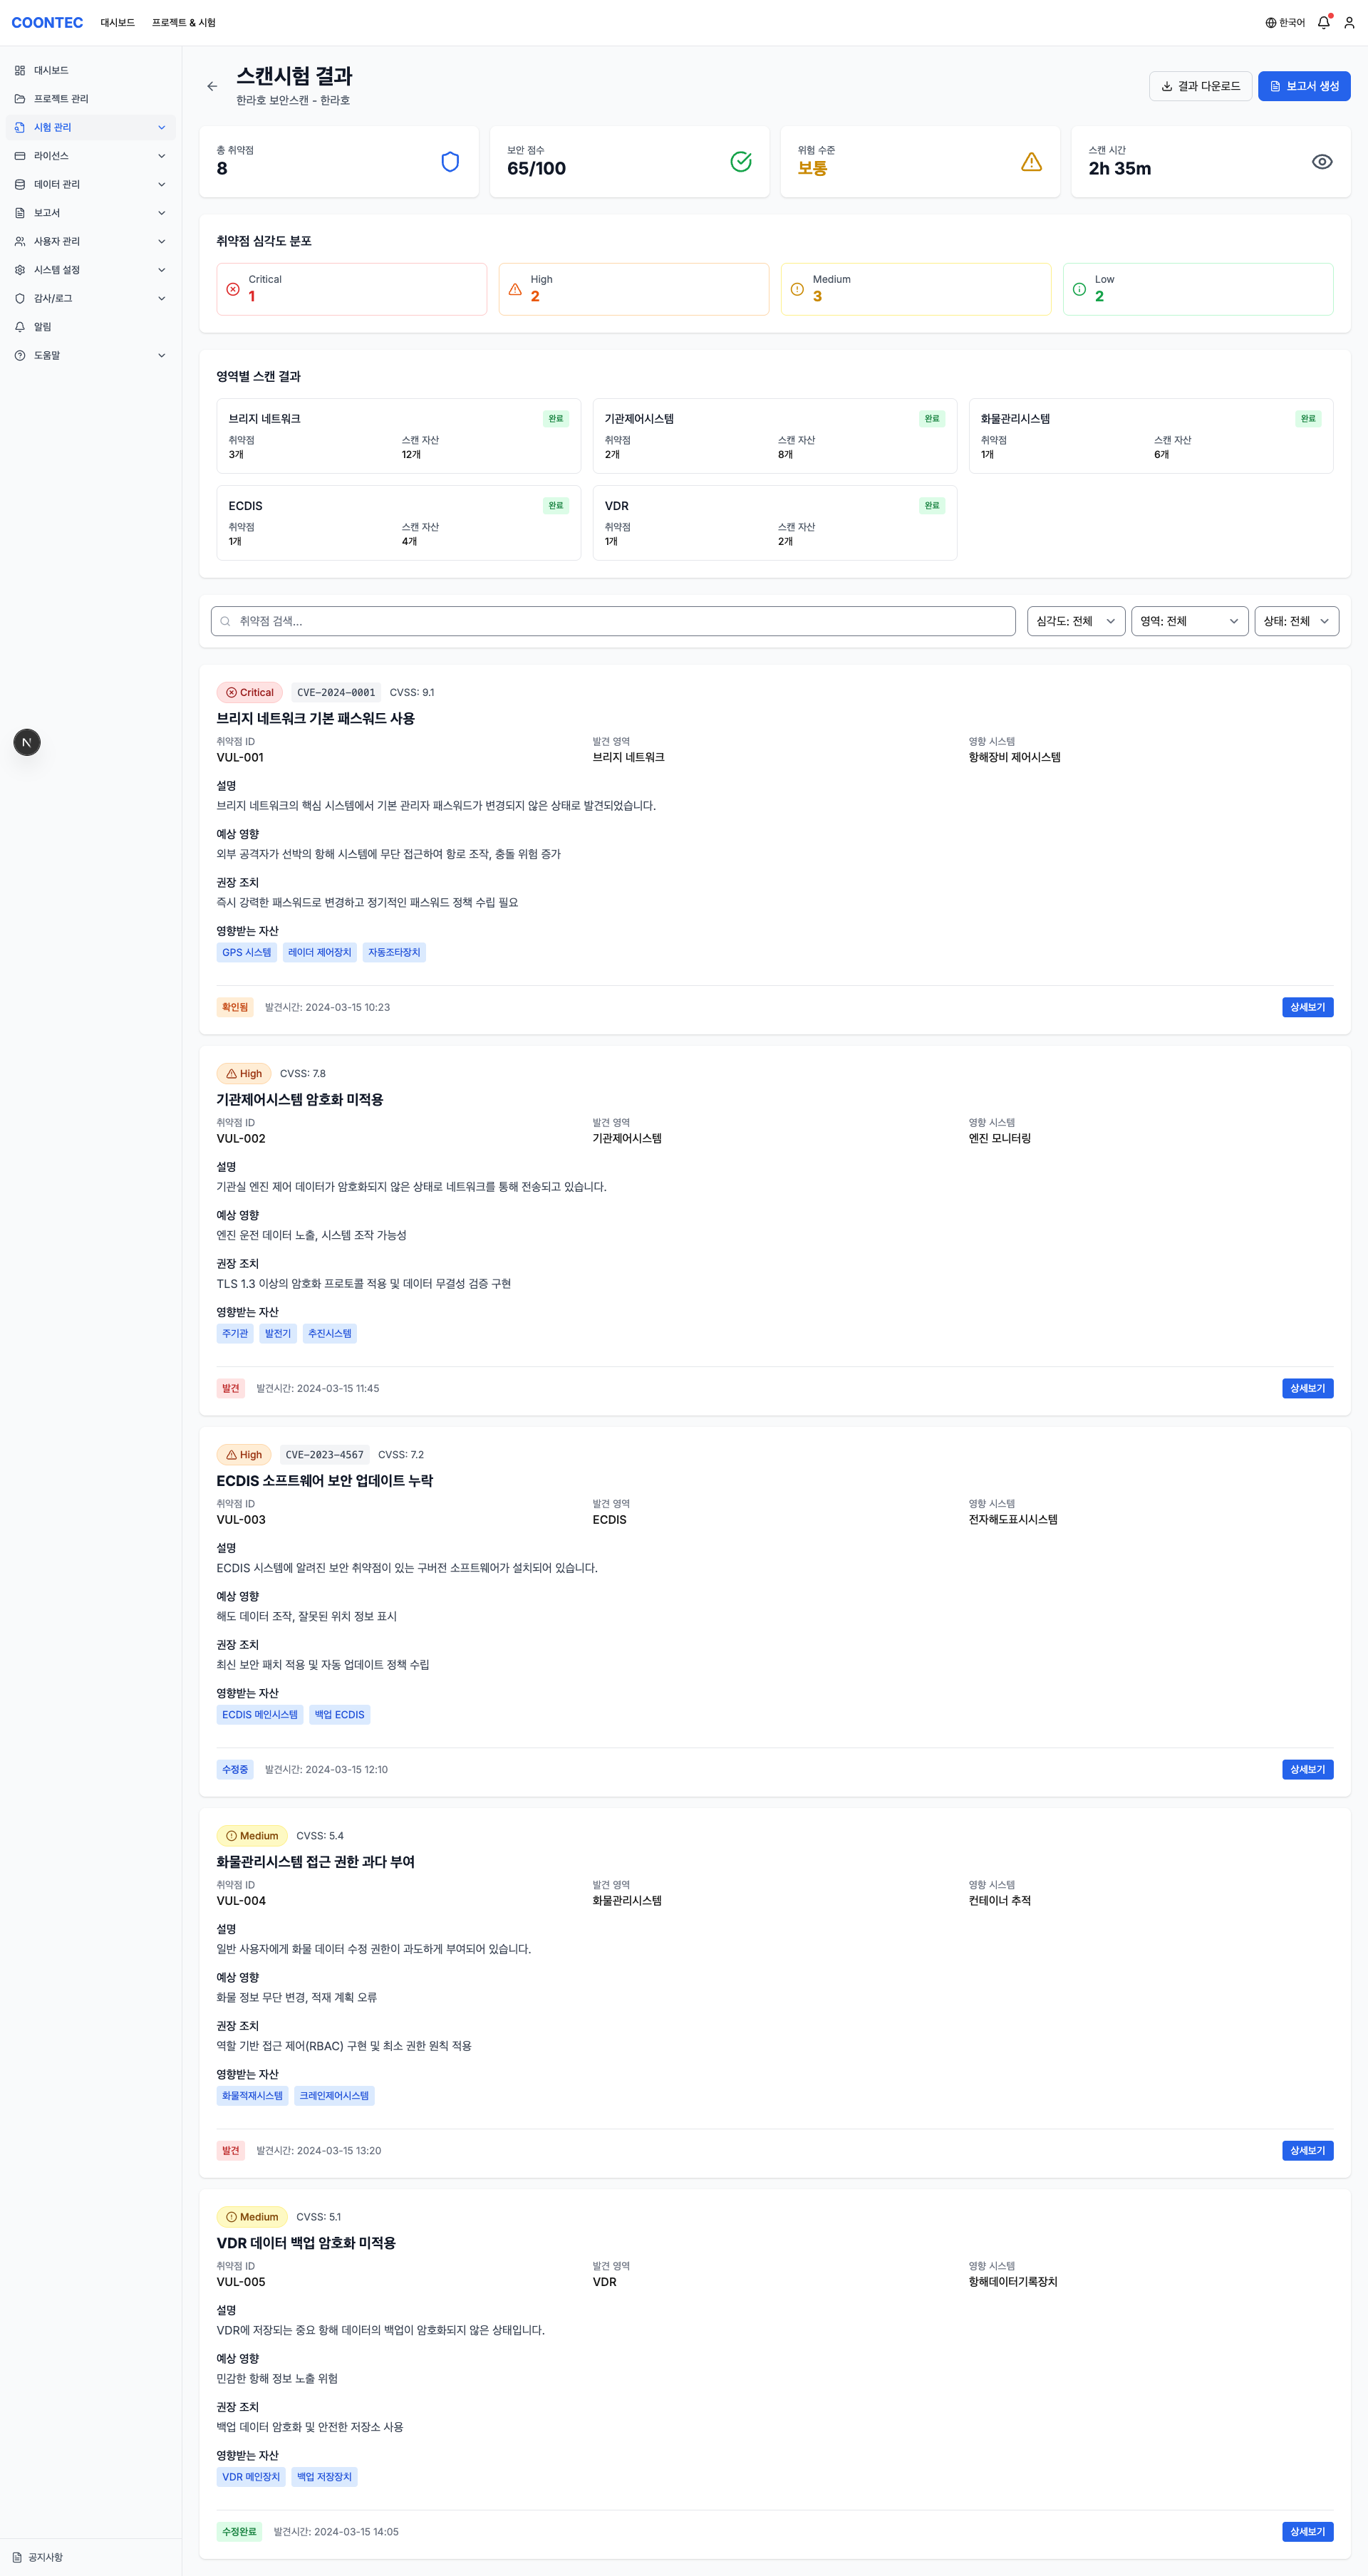 COONTEC 대시보드 프로젝트 & 시험 한국어
대시보드
프로젝트 관리
시험 관리
라이선스
데이터 관리
보고서
사용자 관리
시스템 설정
감사/로그
알림
도움말
N
공지사항
스캔시험 결과
한라호 보안스캔 - 한라호
결과 다운로드 보고서 생성
총 취약점
8
보안 점수
65/100
위험 수준
보통
스캔 시간
2h 35m
취약점 심각도 분포
Critical
1
High
2
Medium
3
Low
2
영역별 스캔 결과
브리지 네트워크 완료
취약점 스캔 자산
3개 12개
기관제어시스템 완료
취약점 스캔 자산
2개 8개
화물관리시스템 완료
취약점 스캔 자산
1개 6개
ECDIS 완료
취약점 스캔 자산
1개 4개
VDR 완료
취약점 스캔 자산
1개 2개
취약점 검색... 심각도: 전체 영역: 전체 상태: 전체
Critical CVE-2024-0001 CVSS: 9.1
브리지 네트워크 기본 패스워드 사용
취약점 ID 발견 영역 영향 시스템
VUL-001 브리지 네트워크 항해장비 제어시스템
설명
브리지 네트워크의 핵심 시스템에서 기본 관리자 패스워드가 변경되지 않은 상태로 발견되었습니다.
예상 영향
외부 공격자가 선박의 항해 시스템에 무단 접근하여 항로 조작, 충돌 위험 증가
권장 조치
즉시 강력한 패스워드로 변경하고 정기적인 패스워드 정책 수립 필요
영향받는 자산
GPS 시스템 레이더 제어장치 자동조타장치
확인됨 발견시간: 2024-03-15 10:23 상세보기
High CVSS: 7.8
기관제어시스템 암호화 미적용
취약점 ID 발견 영역 영향 시스템
VUL-002 기관제어시스템 엔진 모니터링
설명
기관실 엔진 제어 데이터가 암호화되지 않은 상태로 네트워크를 통해 전송되고 있습니다.
예상 영향
엔진 운전 데이터 노출, 시스템 조작 가능성
권장 조치
TLS 1.3 이상의 암호화 프로토콜 적용 및 데이터 무결성 검증 구현
영향받는 자산
주기관 발전기 추진시스템
발견 발견시간: 2024-03-15 11:45 상세보기
High CVE-2023-4567 CVSS: 7.2
ECDIS 소프트웨어 보안 업데이트 누락
취약점 ID 발견 영역 영향 시스템
VUL-003 ECDIS 전자해도표시시스템
설명
ECDIS 시스템에 알려진 보안 취약점이 있는 구버전 소프트웨어가 설치되어 있습니다.
예상 영향
해도 데이터 조작, 잘못된 위치 정보 표시
권장 조치
최신 보안 패치 적용 및 자동 업데이트 정책 수립
영향받는 자산
ECDIS 메인시스템 백업 ECDIS
수정중 발견시간: 2024-03-15 12:10 상세보기
Medium CVSS: 5.4
화물관리시스템 접근 권한 과다 부여
취약점 ID 발견 영역 영향 시스템
VUL-004 화물관리시스템 컨테이너 추적
설명
일반 사용자에게 화물 데이터 수정 권한이 과도하게 부여되어 있습니다.
예상 영향
화물 정보 무단 변경, 적재 계획 오류
권장 조치
역할 기반 접근 제어(RBAC) 구현 및 최소 권한 원칙 적용
영향받는 자산
화물적재시스템 크레인제어시스템
발견 발견시간: 2024-03-15 13:20 상세보기
Medium CVSS: 5.1
VDR 데이터 백업 암호화 미적용
취약점 ID 발견 영역 영향 시스템
VUL-005 VDR 항해데이터기록장치
설명
VDR에 저장되는 중요 항해 데이터의 백업이 암호화되지 않은 상태입니다.
예상 영향
민감한 항해 정보 노출 위험
권장 조치
백업 데이터 암호화 및 안전한 저장소 사용
영향받는 자산
VDR 메인장치 백업 저장장치
수정완료 발견시간: 2024-03-15 14:05 상세보기